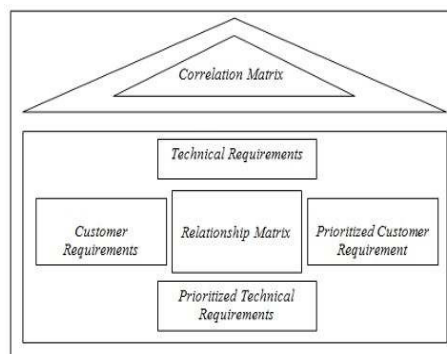 Correlation Matrix
Technical Requirements
Customer
Requirements
Relationship Matrix
Prioritized Customer
Requirement
Prioritized Technical
Requirements